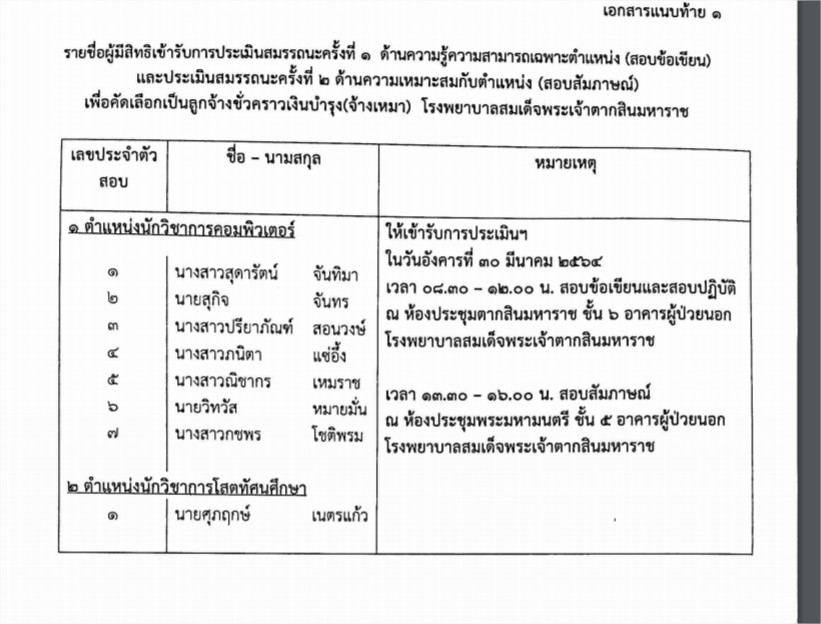 เอกสารแนบท้าย ๑
รายชื่อผู้มีสิทธิเข้ารับการประเมินสมรรถนะครั้งที่ ๑ ด้านความรู้ความสามารถเฉพาะตำแหน่ง (สอบข้อเขียน)
และประเมินสมรรถนะครั้งที่ ๒ ด้านความเหมาะสมกับตำแหน่ง (สอบสัมภาษณ์)
เพื่อคัดเลือกเป็นลูกจ้างชั่วคราวเงินบำรุง(จ้างเหมา) โรงพยาบาลสมเด็จพระเจ้าตากสินมหาราช
เลขประจำตัว
สอบ
ชื่อ – นามสกุล
หมายเหตุ
๑ ตำแหน่งนักวิชาการคอมพิวเตอร์
๑ นางสาวสุดารัตน์ จันทิมา
๒ นายสุกิจ จันทร
๓ นางสาวปรียาภัณฑ์ สอนวงษ์
๔ นางสาวภนิตา แซ่อึ้ง
๕ นางสาวณิชากร เหมราช
๖ นายวิทวัส หมายมั่น
๗ นางสาวกชพร โชติพรม
๒ ตำแหน่งนักวิชาการโสตทัศนศึกษา
๑ นายศุภฤกษ์ เนตรแก้ว
ให้เข้ารับการประเมินฯ
ในวันอังคารที่ ๓๐ มีนาคม ๒๕๖๔
เวลา ๐๘.๓๐ – ๑๒.๐๐ น. สอบข้อเขียนและสอบปฏิบัติ
ณ ห้องประชุมตากสินมหาราช ชั้น ๖ อาคารผู้ป่วยนอก
โรงพยาบาลสมเด็จพระเจ้าตากสินมหาราช
เวลา ๑๓.๓๐ – ๑๖.๐๐ น. สอบสัมภาษณ์
ณ ห้องประชุมพระมหามนตรี ชั้น ๕ อาคารผู้ป่วยนอก
โรงพยาบาลสมเด็จพระเจ้าตากสินมหาราช